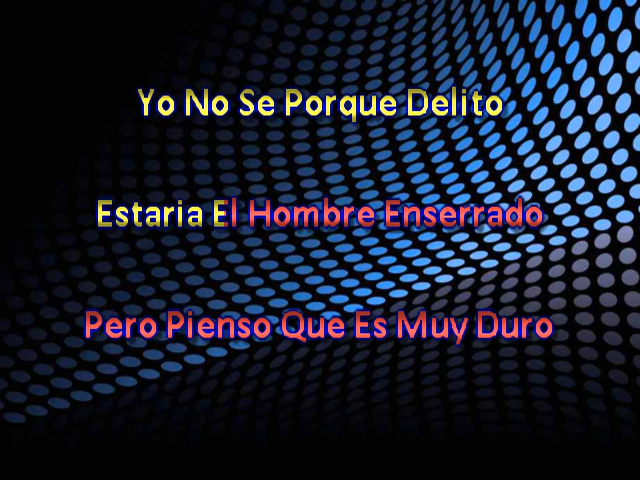 Yo No Se Porque Delito
Estaria El Hombre Enserrado
Pero Pienso Que Es Muy Duro